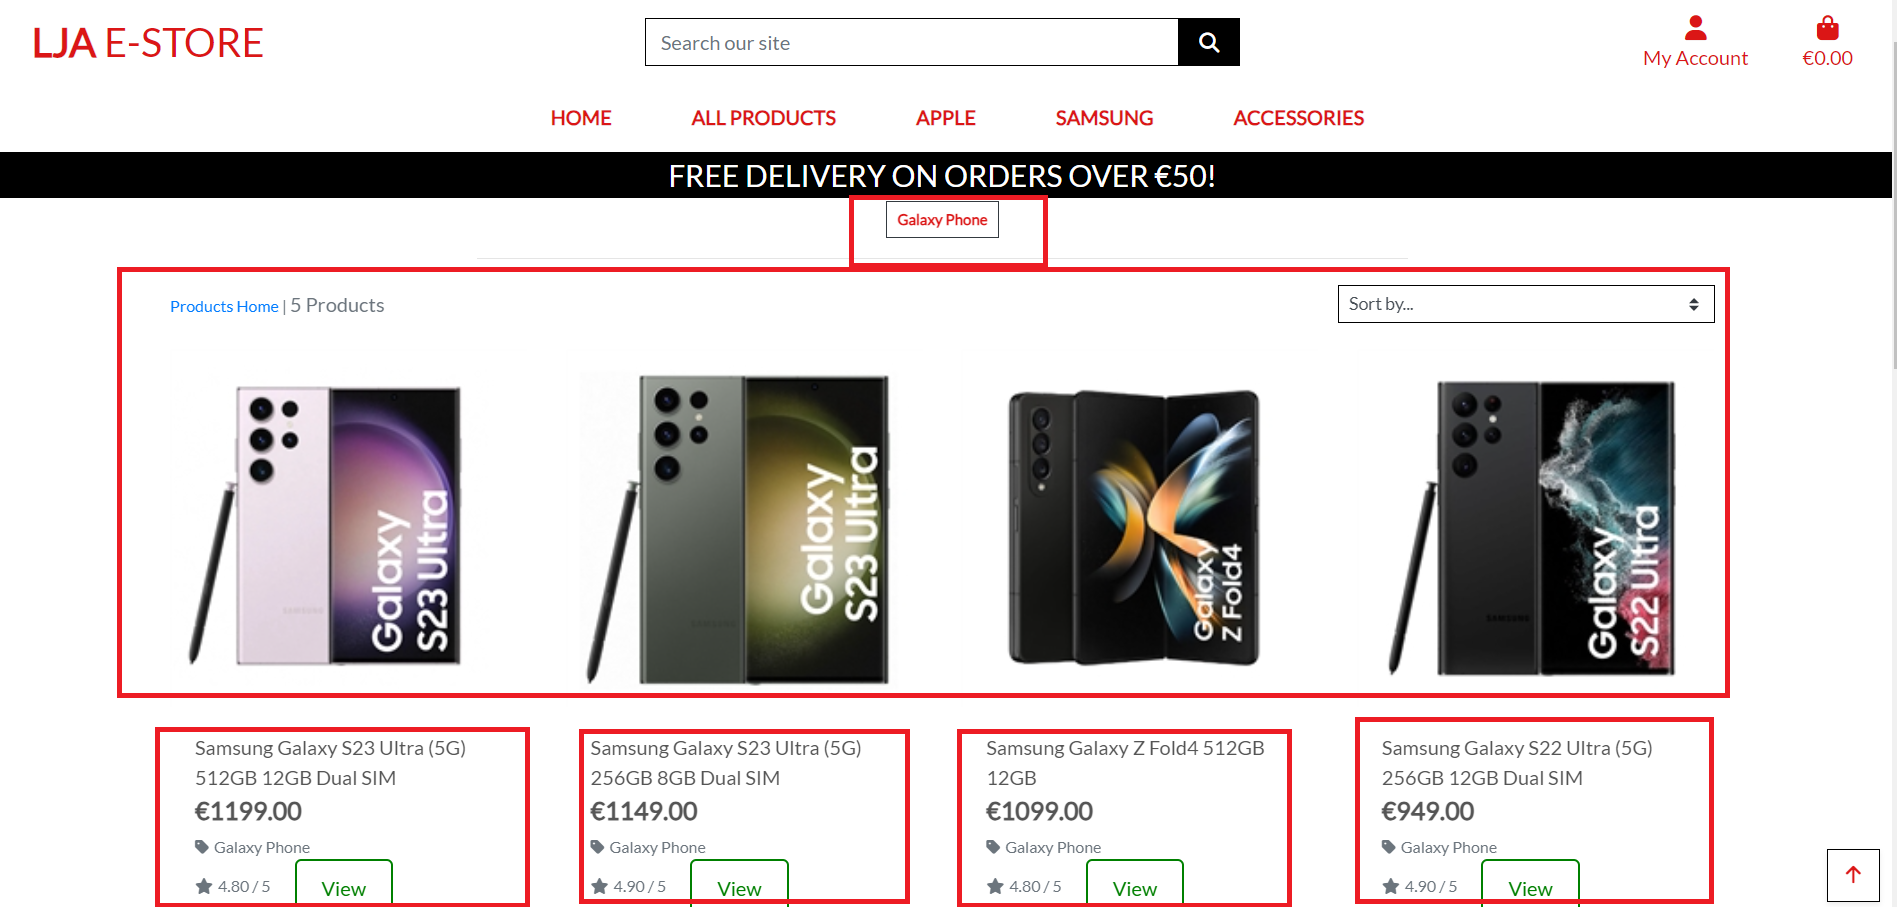 LJA E-STORE
Search our site
My Account
€0.00
HOME
ALL PRODUCTS
APPLE
SAMSUNG
ACCESSORIES
FREE DELIVERY ON ORDERS OVER €50!
Galaxy Phone
Products Home | 5 Products
Sort by...
Galaxy
S23 Ultra
Galaxy
S23 Ultra
Galaxy
Z Fold4
Galaxy
S22 Ultra
SAMSUNG
SAMSUNG
SAMSUNG
Samsung Galaxy S23 Ultra (5G)
512GB 12GB Dual SIM
€1199.00
Galaxy Phone
4.80 / 5
View
Samsung Galaxy S23 Ultra (5G)
256GB 8GB Dual SIM
€1149.00
Galaxy Phone
4.90 / 5
View
Samsung Galaxy Z Fold4 512GB
12GB
€1099.00
Galaxy Phone
4.80 / 5
View
Samsung Galaxy S22 Ultra (5G)
256GB 12GB Dual SIM
€949.00
Galaxy Phone
4.90 / 5
View